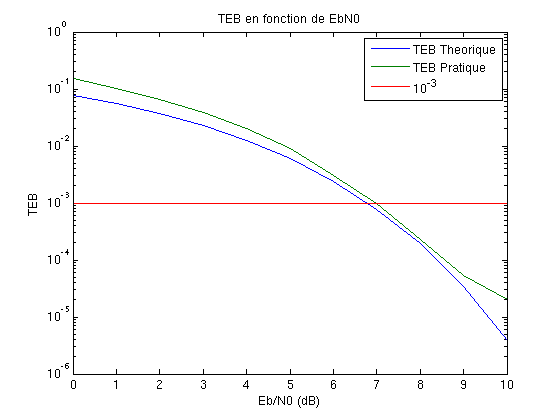 TEB en fonction de EbN0
TEB Theorique
TEB Pratique
10^-3
10^0
10^-1
10^-2
10^-3
10^-4
10^-5
10^-6
TEB
0 1 2 3 4 5 6 7 8 9 10
Eb/N0 (dB)